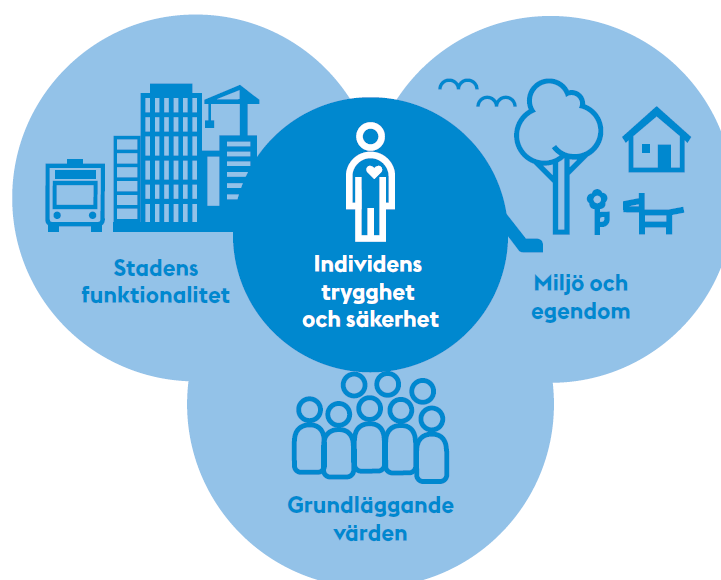 Stadens
funktionalitet
Individens
trygghet
och säkerhet
Miljö och
egendom
Grundläggande
värden